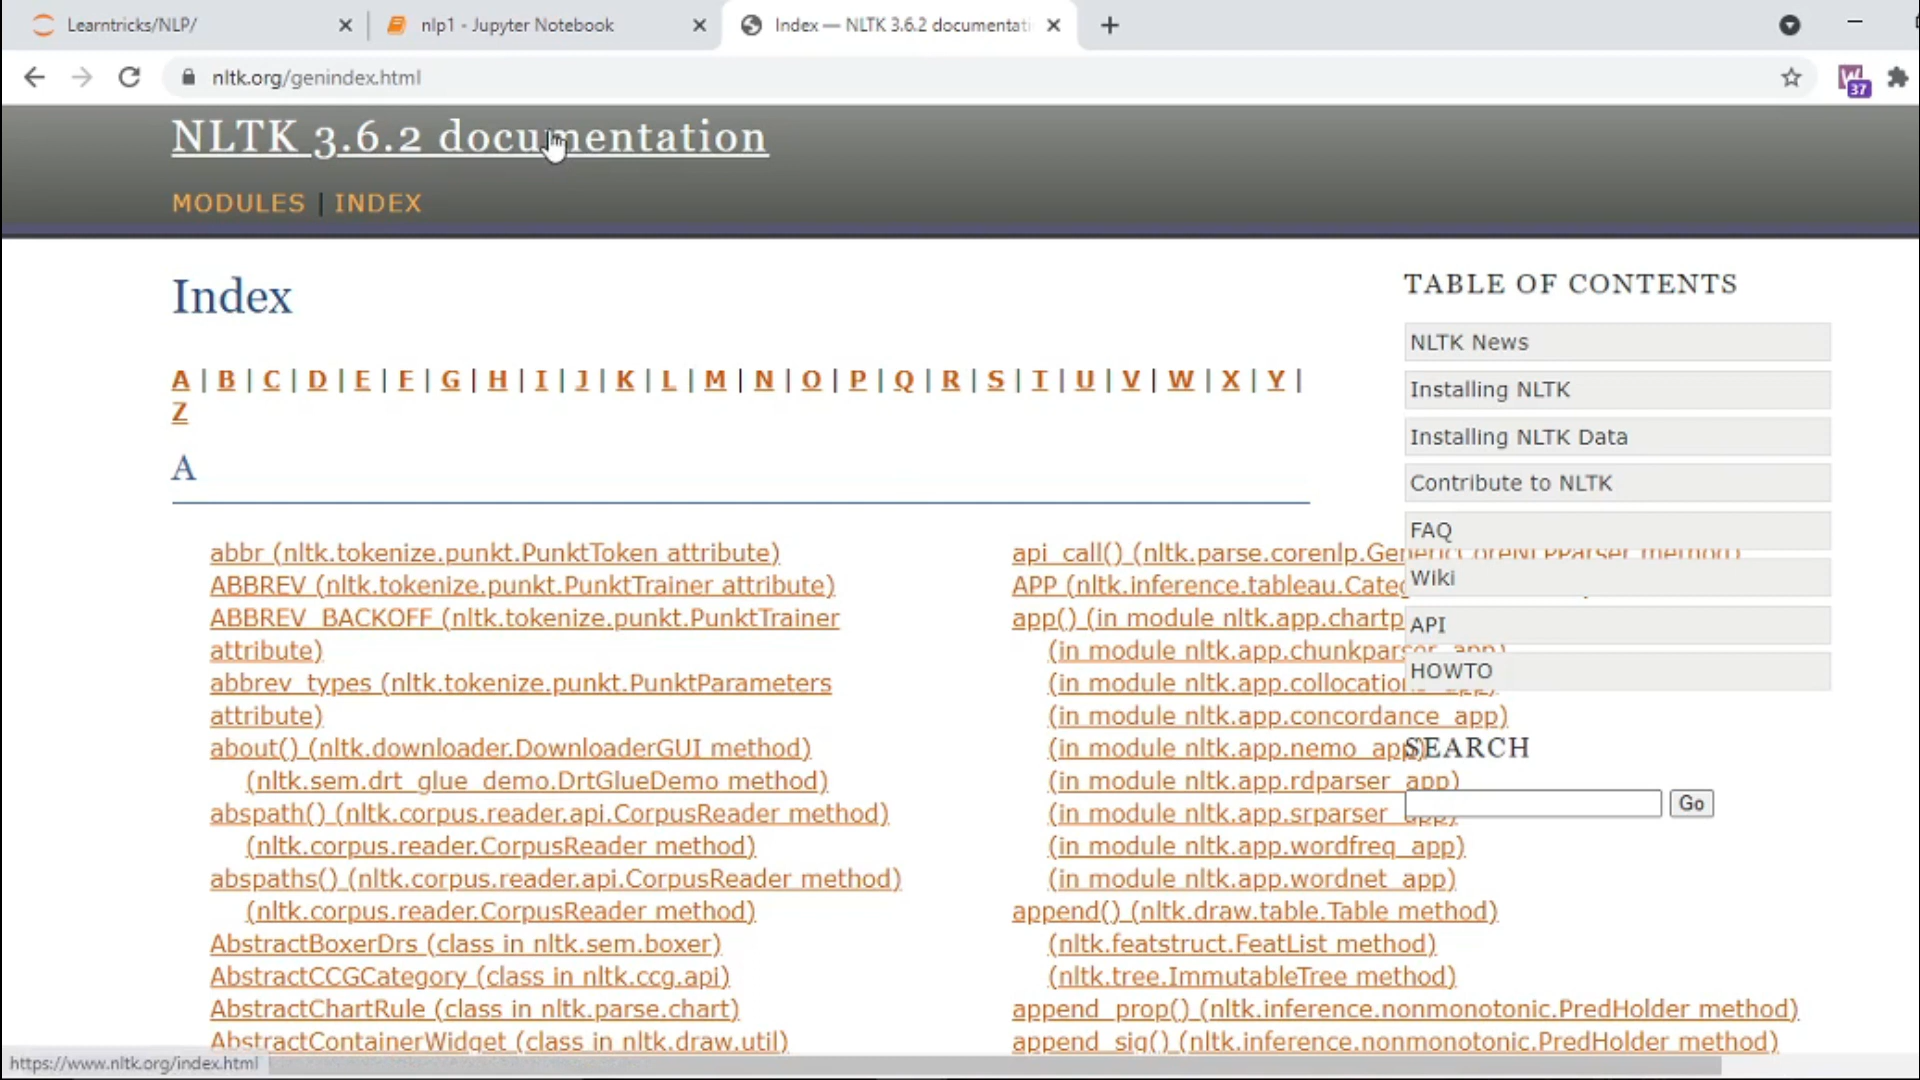 Learntricks/NLP/
nlp1 - Jupyter Notebook
Index — NLTK 3.6.2 documentati
nltk.org/genindex.html
37
NLTK 3.6.2 documentation
MODULES | INDEX
Index
A | B | C | D | E | F | G | H | I | J | K | L | M | N | O | P | Q | R | S | T | U | V | W | X | Y |
Z
A
abbr (nltk.tokenize.punkt.PunktToken attribute)
ABBREV (nltk.tokenize.punkt.PunktTrainer attribute)
ABBREV_BACKOFF (nltk.tokenize.punkt.PunktTrainer
attribute)
abbrev_types (nltk.tokenize.punkt.PunktParameters
attribute)
about() (nltk.downloader.DownloaderGUI method)
(nltk.sem.drt_glue_demo.DrtGlueDemo method)
abspath() (nltk.corpus.reader.api.CorpusReader method)
(nltk.corpus.reader.CorpusReader method)
abspaths() (nltk.corpus.reader.api.CorpusReader method)
(nltk.corpus.reader.CorpusReader method)
AbstractBoxerDrs (class in nltk.sem.boxer)
AbstractCCGCategory (class in nltk.ccg.api)
AbstractChartRule (class in nltk.parse.chart)
AbstractContainerWidget (class in nltk.draw.util)
api_call() (nltk.parse.corenlp.GenericCoreNLPParser method)
APP (nltk.inference.tableau.Categ
app() (in module nltk.app.chartp
(in module nltk.app.chunkparser_app)
(in module nltk.app.collocations_app)
(in module nltk.app.concordance_app)
(in module nltk.app.nemo_app)
(in module nltk.app.rdparser_app)
(in module nltk.app.srparser_app)
(in module nltk.app.wordfreq_app)
(in module nltk.app.wordnet_app)
append() (nltk.draw.table.Table method)
(nltk.featstruct.FeatList method)
(nltk.tree.ImmutableTree method)
append_prop() (nltk.inference.nonmonotonic.PredHolder method)
append_sig() (nltk.inference.nonmonotonic.PredHolder method)
TABLE OF CONTENTS
NLTK News
Installing NLTK
Installing NLTK Data
Contribute to NLTK
FAQ
Wiki
API
HOWTO
SEARCH
Go
https://www.nltk.org/index.html